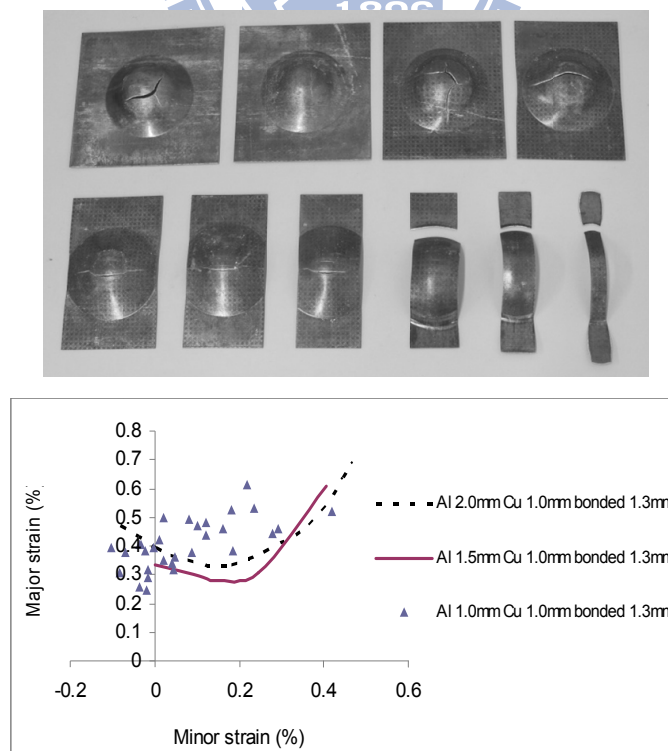 1896
0.8
0.7
0.6
0.5
0.4
0.3
0.2
0.1
0
-0.2 0 0.2 0.4 0.6
Major strain (%)
Minor strain (%)
Al 2.0mm Cu 1.0mm bonded 1.3mm
Al 1.5mm Cu 1.0mm bonded 1.3mm
Al 1.0mm Cu 1.0mm bonded 1.3mm